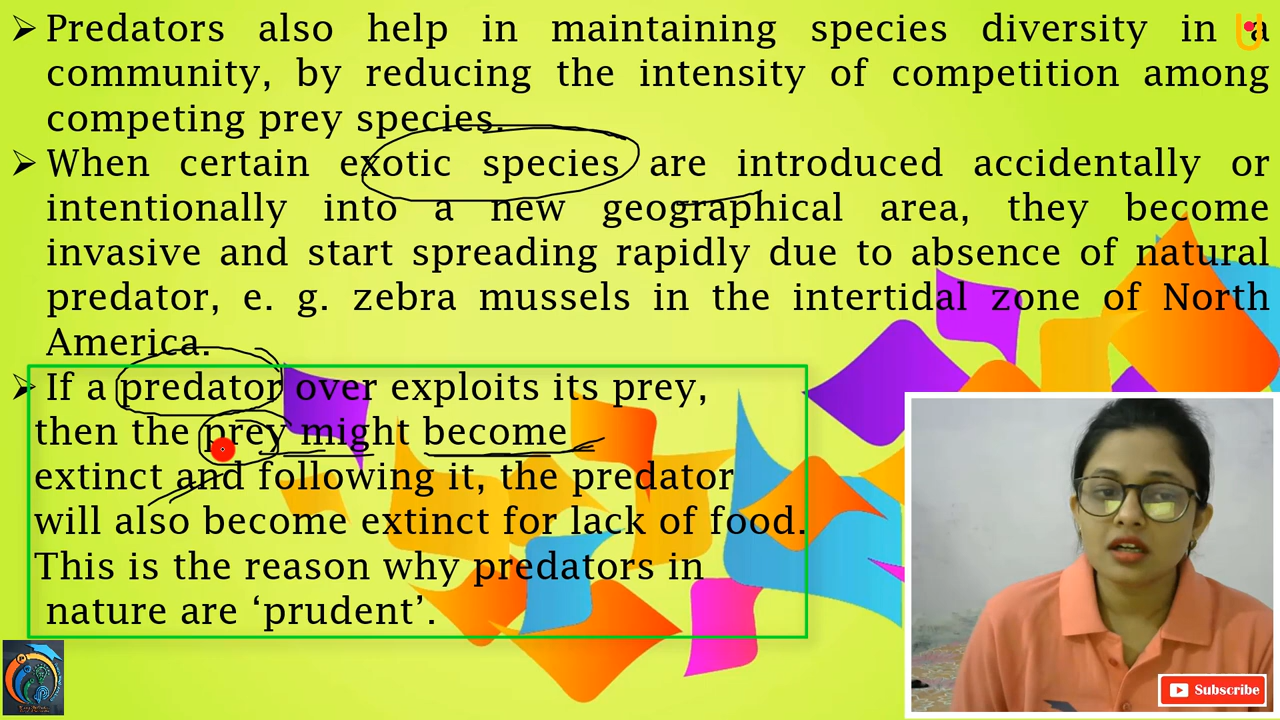 ➢ Predators also help in maintaining species diversity in a
community, by reducing the intensity of competition among
competing prey species.
➢ When certain exotic species are introduced accidentally or
intentionally into a new geographical area, they become
invasive and start spreading rapidly due to absence of natural
predator, e. g. zebra mussels in the intertidal zone of North
America.
➢ If a predator over exploits its prey,
then the prey might become
extinct and following it, the predator
will also become extinct for lack of food.
This is the reason why predators in
nature are ‘prudent’.
Subscribe